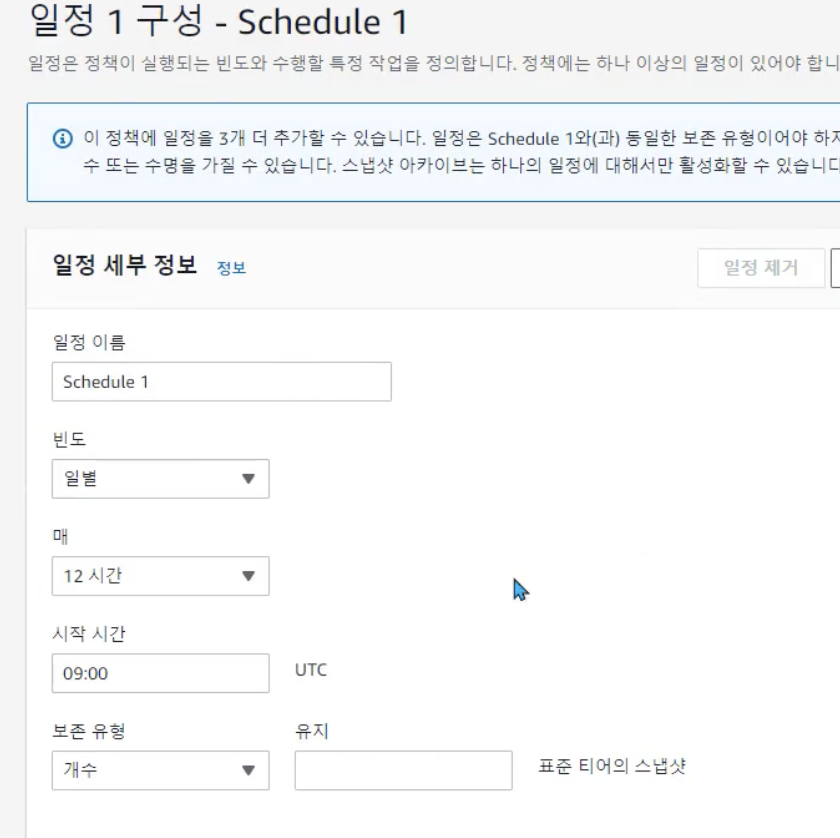 일정 1 구성 - Schedule 1
일정은 정책이 실행되는 빈도와 수행할 특정 작업을 정의합니다. 정책에는 하나 이상의 일정이 있어야 합니
이 정책에 일정을 3개 더 추가할 수 있습니다. 일정은 Schedule 1와(과) 동일한 보존 유형이어야 하지
수 또는 수명을 가질 수 있습니다. 스냅샷 아카이브는 하나의 일정에 대해서만 활성화할 수 있습니다
일정 세부 정보 정보 일정 제거
일정 이름
Schedule 1
빈도
일별
매
12 시간
시작 시간
09:00 UTC
보존 유형 유지
개수 표준 티어의 스냅샷